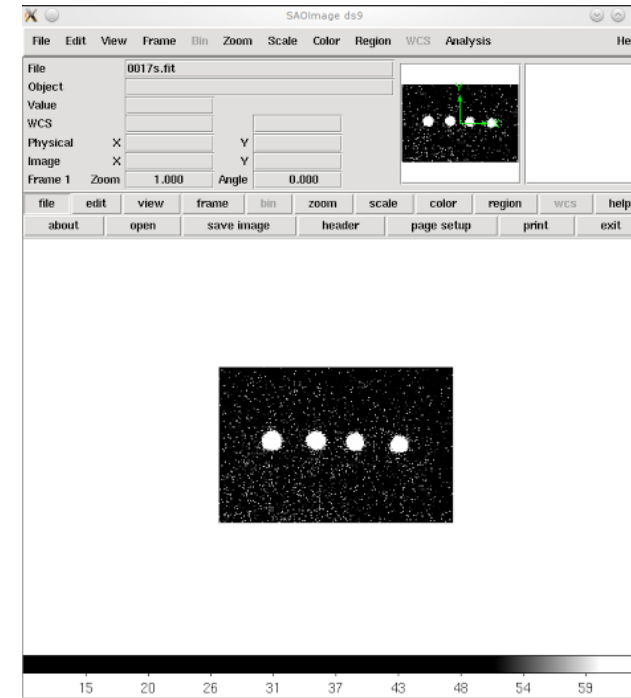 SAOImage ds9
File Edit View Frame Bin Zoom Scale Color Region WCS Analysis He
File 0017s.fit
Object
Value
WCS
Physical X Y
Image X Y
Frame 1 Zoom 1.000 Angle 0.000
Y
X
file edit view frame bin zoom scale color region wcs help
about open save image header page setup print exit
15 20 26 31 37 43 48 54 59